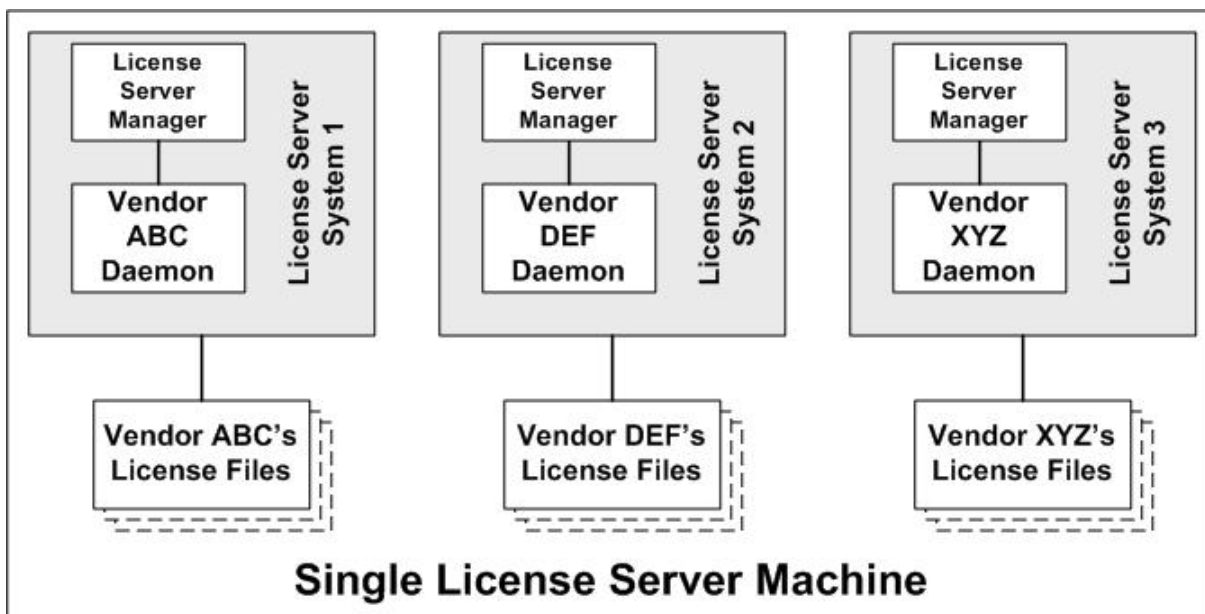 License
Server
Manager
Vendor
ABC
Daemon
License Server
System 1
Vendor ABC's
License Files
License
Server
Manager
Vendor
DEF
Daemon
License Server
System 2
Vendor DEF's
License Files
License
Server
Manager
Vendor
XYZ
Daemon
License Server
System 3
Vendor XYZ's
License Files
Single License Server Machine